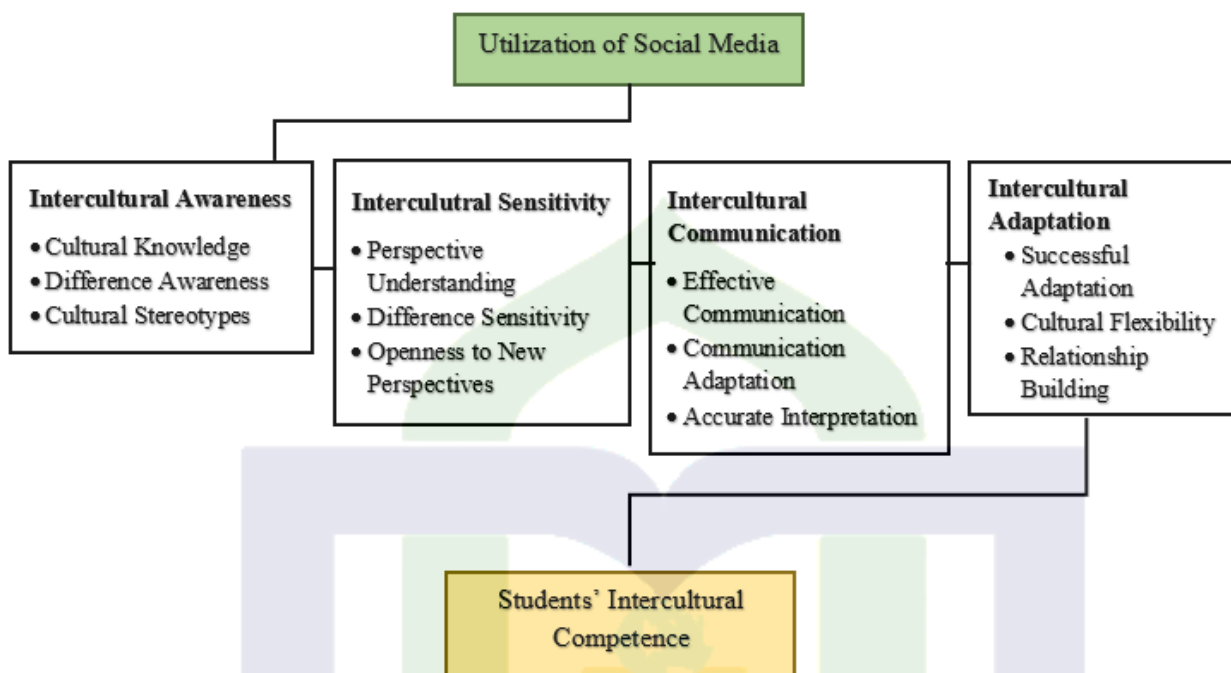 Utilization of Social Media
Intercultural Awareness
• Cultural Knowledge
• Difference Awareness
• Cultural Stereotypes
Interculutral Sensitivity
• Perspective
Understanding
• Difference Sensitivity
• Openness to New
Perspectives
Intercultural
Communication
• Effective
Communication
• Communication
Adaptation
• Accurate Interpretation
Intercultural
Adaptation
• Successful
Adaptation
• Cultural Flexibility
• Relationship
Building
Students’ Intercultural
Competence